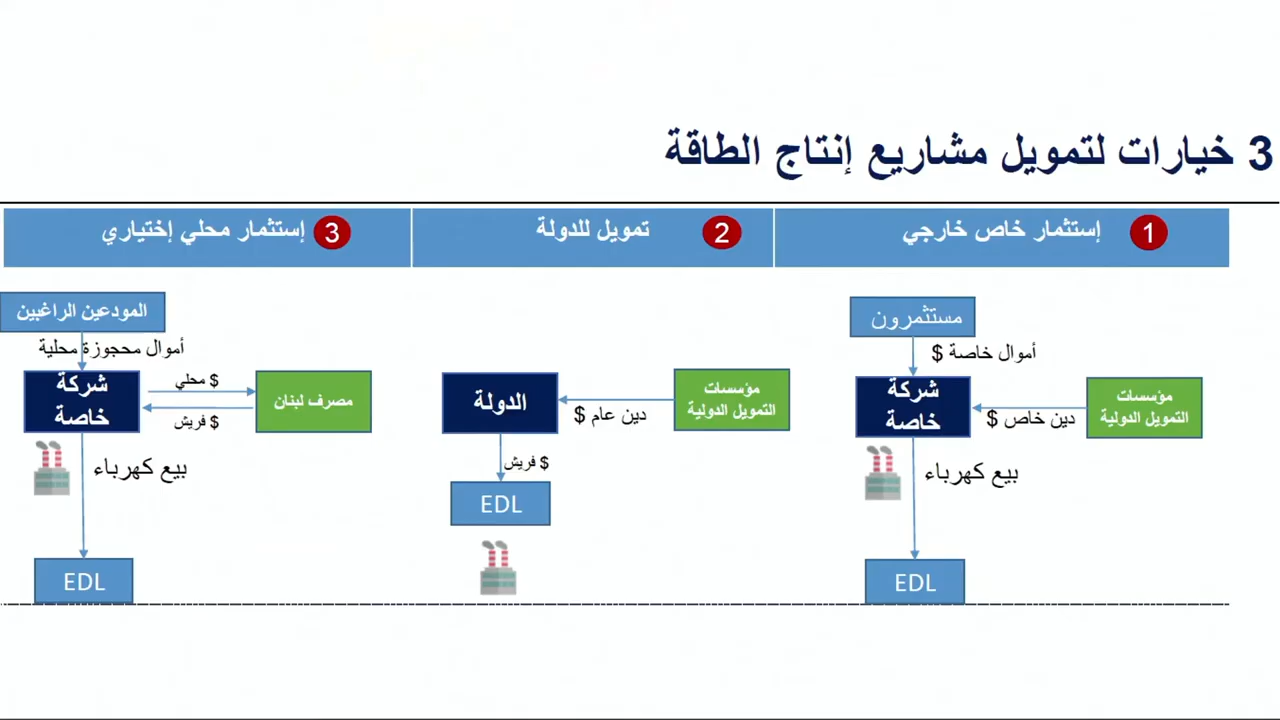 3 خيارات لتمويل مشاريع إنتاج الطاقة
1 إستثمار خاص خارجي
2 تمويل للدولة
3 إستثمار محلي إختياري
مستثمرون
أموال خاصة $
شركة
خاصة
مؤسسات
التمويل الدولية
دين خاص $
بيع كهرباء
EDL
مؤسسات
التمويل الدولية
دين عام $
الدولة
$ فريش
EDL
المودعين الراغبين
أموال محجوزة محلية
شركة
خاصة
$ محلي
$ فريش
مصرف لبنان
بيع كهرباء
EDL